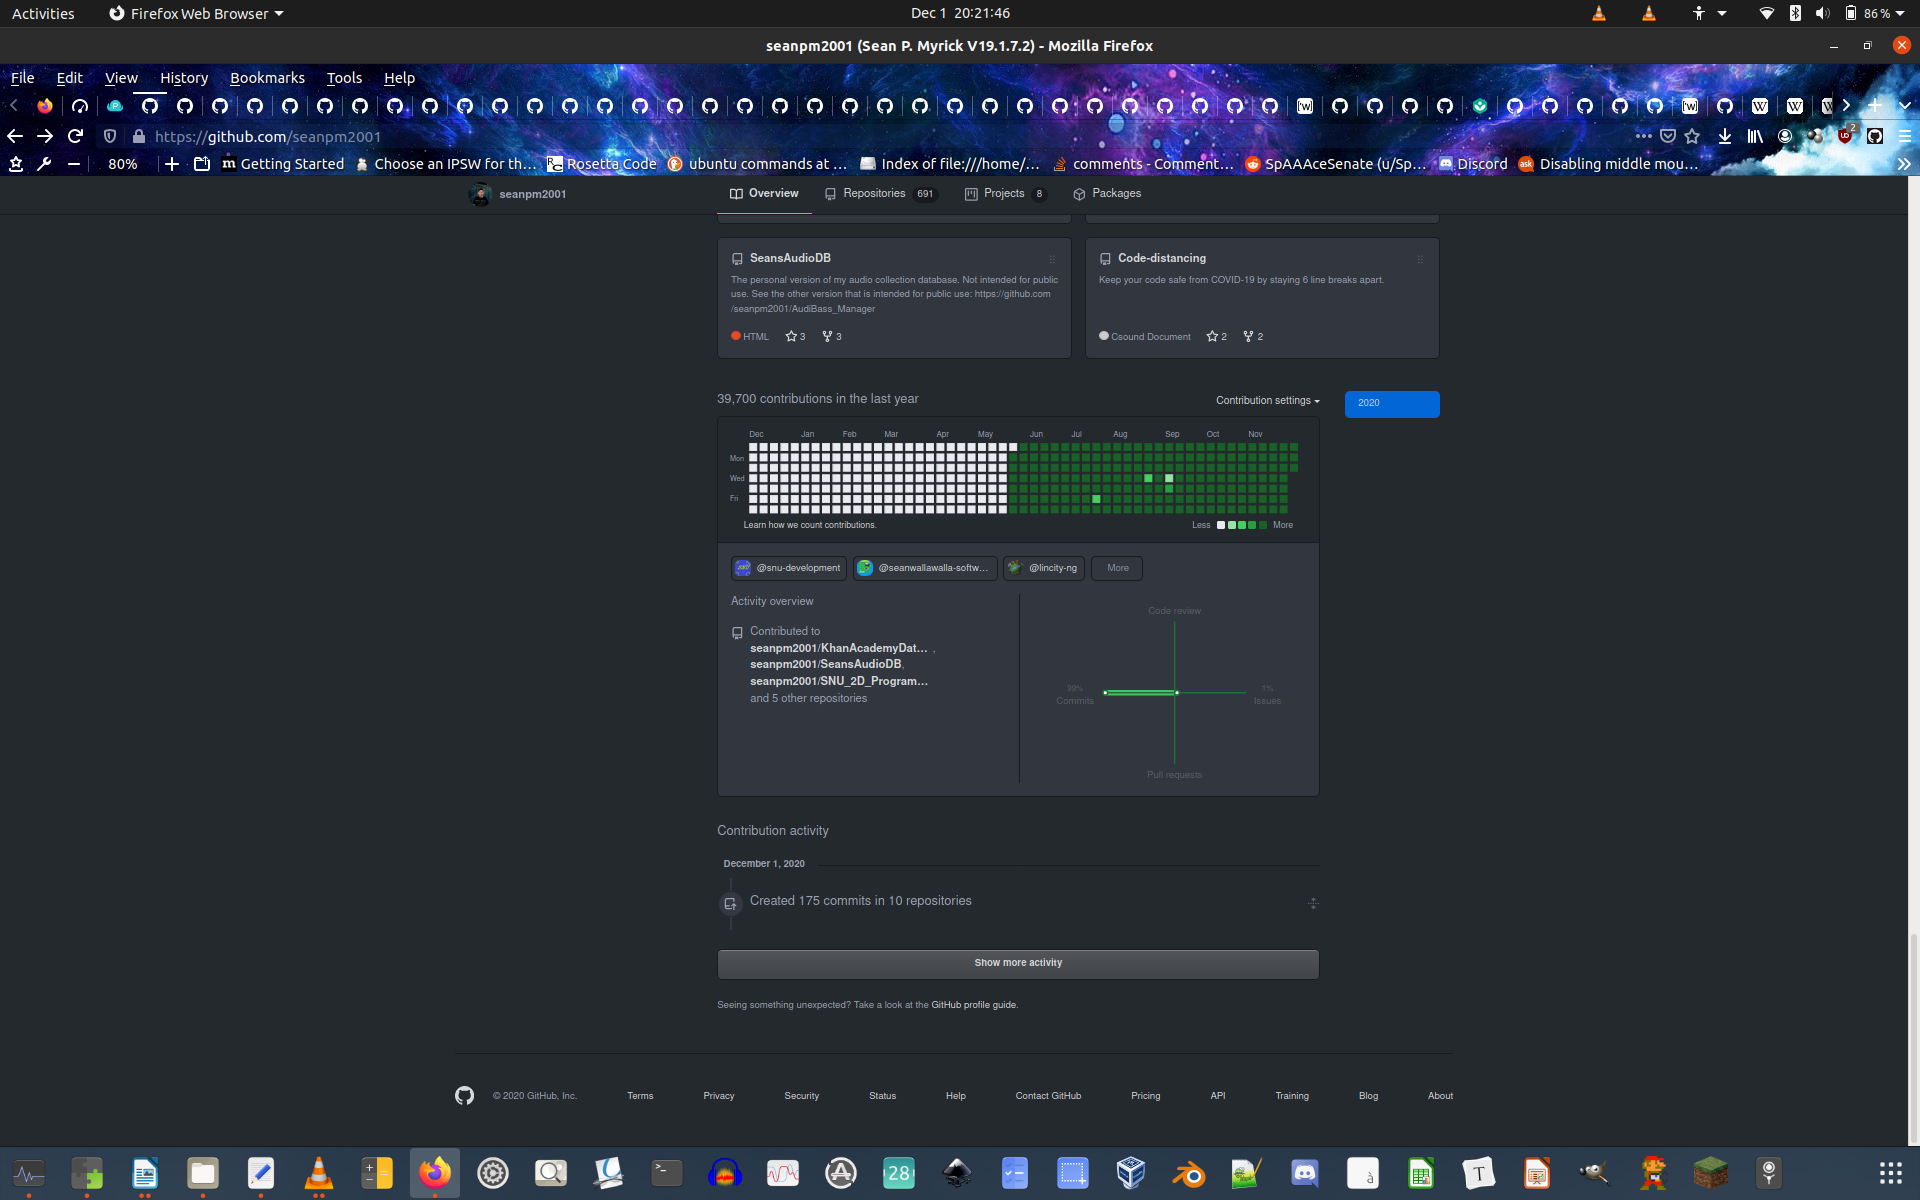 Activities
Firefox Web Browser
Dec 1 20:21:46
86 %
seanpm2001 (Sean P. Myrick V19.1.7.2) - Mozilla Firefox
File Edit View History Bookmarks Tools Help
https://github.com/seanpm2001
2
80%
Getting Started
Choose an IPSW for th…
Rosetta Code
ubuntu commands at …
Index of file:///home/…
comments - Comment…
SpAAAceSenate (u/Sp…
Discord
Disabling middle mou…
seanpm2001
Overview
Repositories 691
Projects 8
Packages
SeansAudioDB
The personal version of my audio collection database. Not intended for public
use. See the other version that is intended for public use: https://github.com
/seanpm2001/AudiBass_Manager
HTML 3 3
Code-distancing
Keep your code safe from COVID-19 by staying 6 line breaks apart.
Csound Document 2 2
39,700 contributions in the last year
Contribution settings
2020
Dec Jan Feb Mar Apr May Jun Jul Aug Sep Oct Nov
Mon
Wed
Fri
Learn how we count contributions.
Less More
@snu-development
@seanwallawalla-softw…
@lincity-ng
More
Activity overview
Contributed to
seanpm2001/KhanAcademyDat… ,
seanpm2001/SeansAudioDB,
seanpm2001/SNU_2D_Program…
and 5 other repositories
Code review
99%
Commits
1%
Issues
Pull requests
Contribution activity
December 1, 2020
Created 175 commits in 10 repositories
Show more activity
Seeing something unexpected? Take a look at the GitHub profile guide.
© 2020 GitHub, Inc.
Terms
Privacy
Security
Status
Help
Contact GitHub
Pricing
API
Training
Blog
About
28